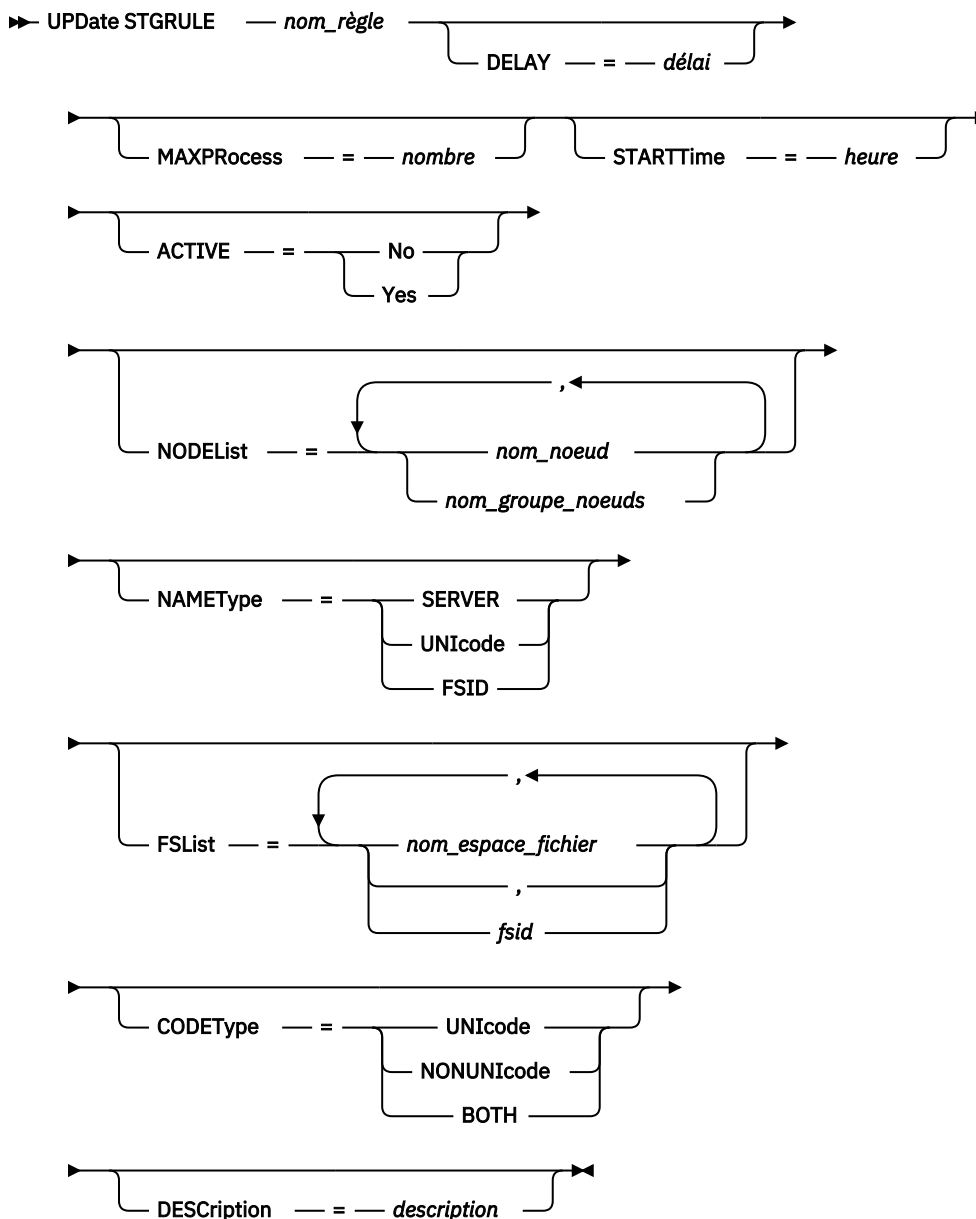 UPDate STGRULE — nom_règle
DELAY — = — délai
MAXPRocess — = — nombre
STARTTime — = — heure
ACTIVE — = — No
Yes
,
NODEList — = — nom_noeud
nom_groupe_noeuds
NAMEType — = — SERVER
UNIcode
FSID
,
FSList — = — nom_espace_fichier
,
fsid
CODEType — = — UNIcode
NONUNIcode
BOTH
DESCription — = — description